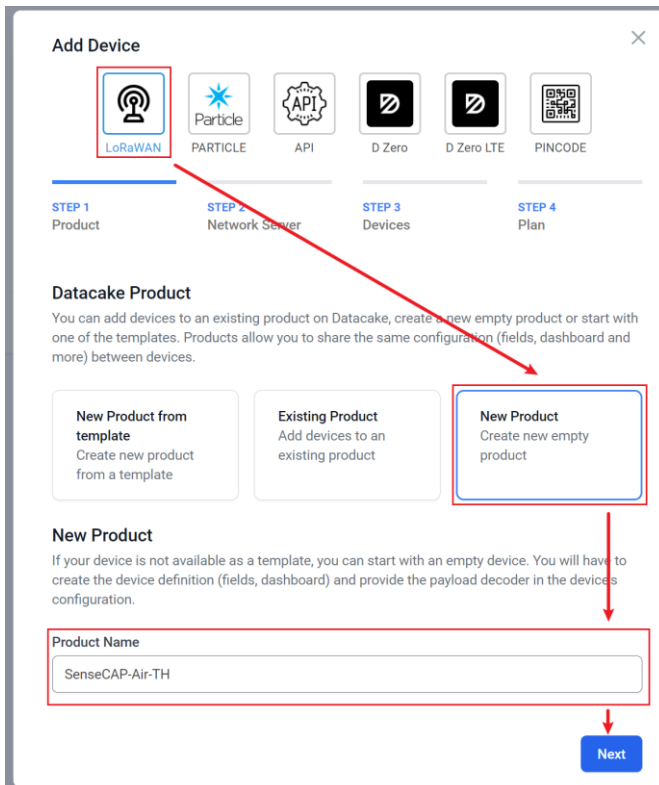 Add Device
API
Particle
LoRaWAN PARTICLE API D Zero D Zero LTE PINCODE
STEP 1 STEP 2 STEP 3 STEP 4
Product Network Server Devices Plan
Datacake Product
You can add devices to an existing product on Datacake, create a new empty product or start with
one of the templates. Products allow you to share the same configuration (fields, dashboard and
more) between devices.
New Product from
template
Create new product
from a template
Existing Product
Add devices to an
existing product
New Product
Create new empty
product
New Product
If your device is not available as a template, you can start with an empty device. You will have to
create the device definition (fields, dashboard) and provide the payload decoder in the device's
configuration.
Product Name
SenseCAP-Air-TH
Next